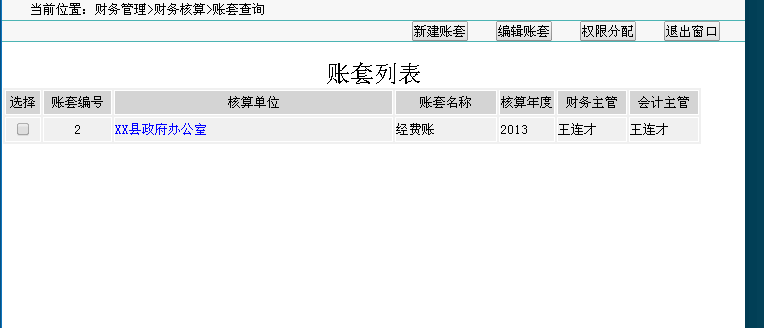 当前位置：财务管理>财务核算>账套查询
新建账套 编辑账套 权限分配 退出窗口
账套列表
选择 账套编号 核算单位 账套名称 核算年度 财务主管 会计主管
2 XX县政府办公室 经费账 2013 王连才 王连才